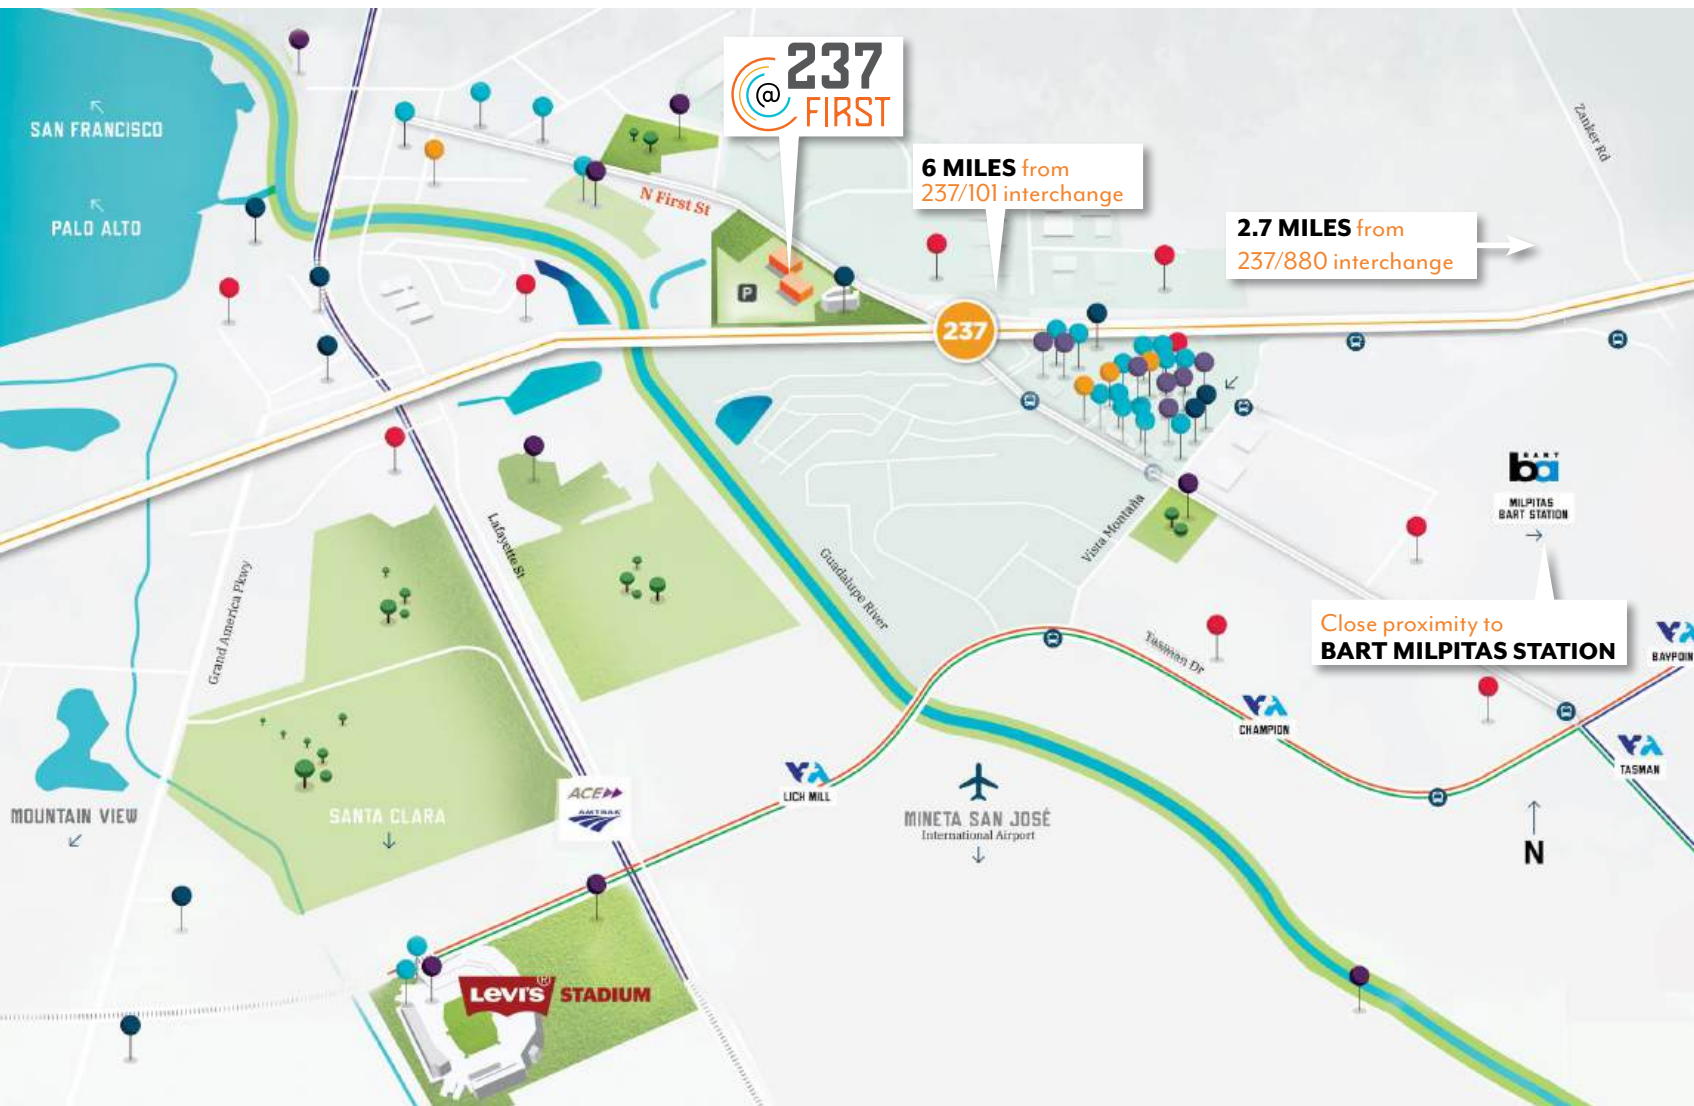 SAN FRANCISCO
PALO ALTO
@
237
FIRST
6 MILES from
237/101 interchange
2.7 MILES from
237/880 interchange
Zanker Rd
N First St
P
237
BART
ba
MILPITAS
BART STATION
Close proximity to
BART MILPITAS STATION
Vista Montaña
Lafayette St
Guadalupe River
Grand America Pkwy
Tasman Dr
BAYPOIN
CHAMPION
TASMAN
LICH MILL
MOUNTAIN VIEW
SANTA CLARA
ACE
AMTRAK
MINETA SAN JOSÉ
International Airport
N
LEVI'S® STADIUM